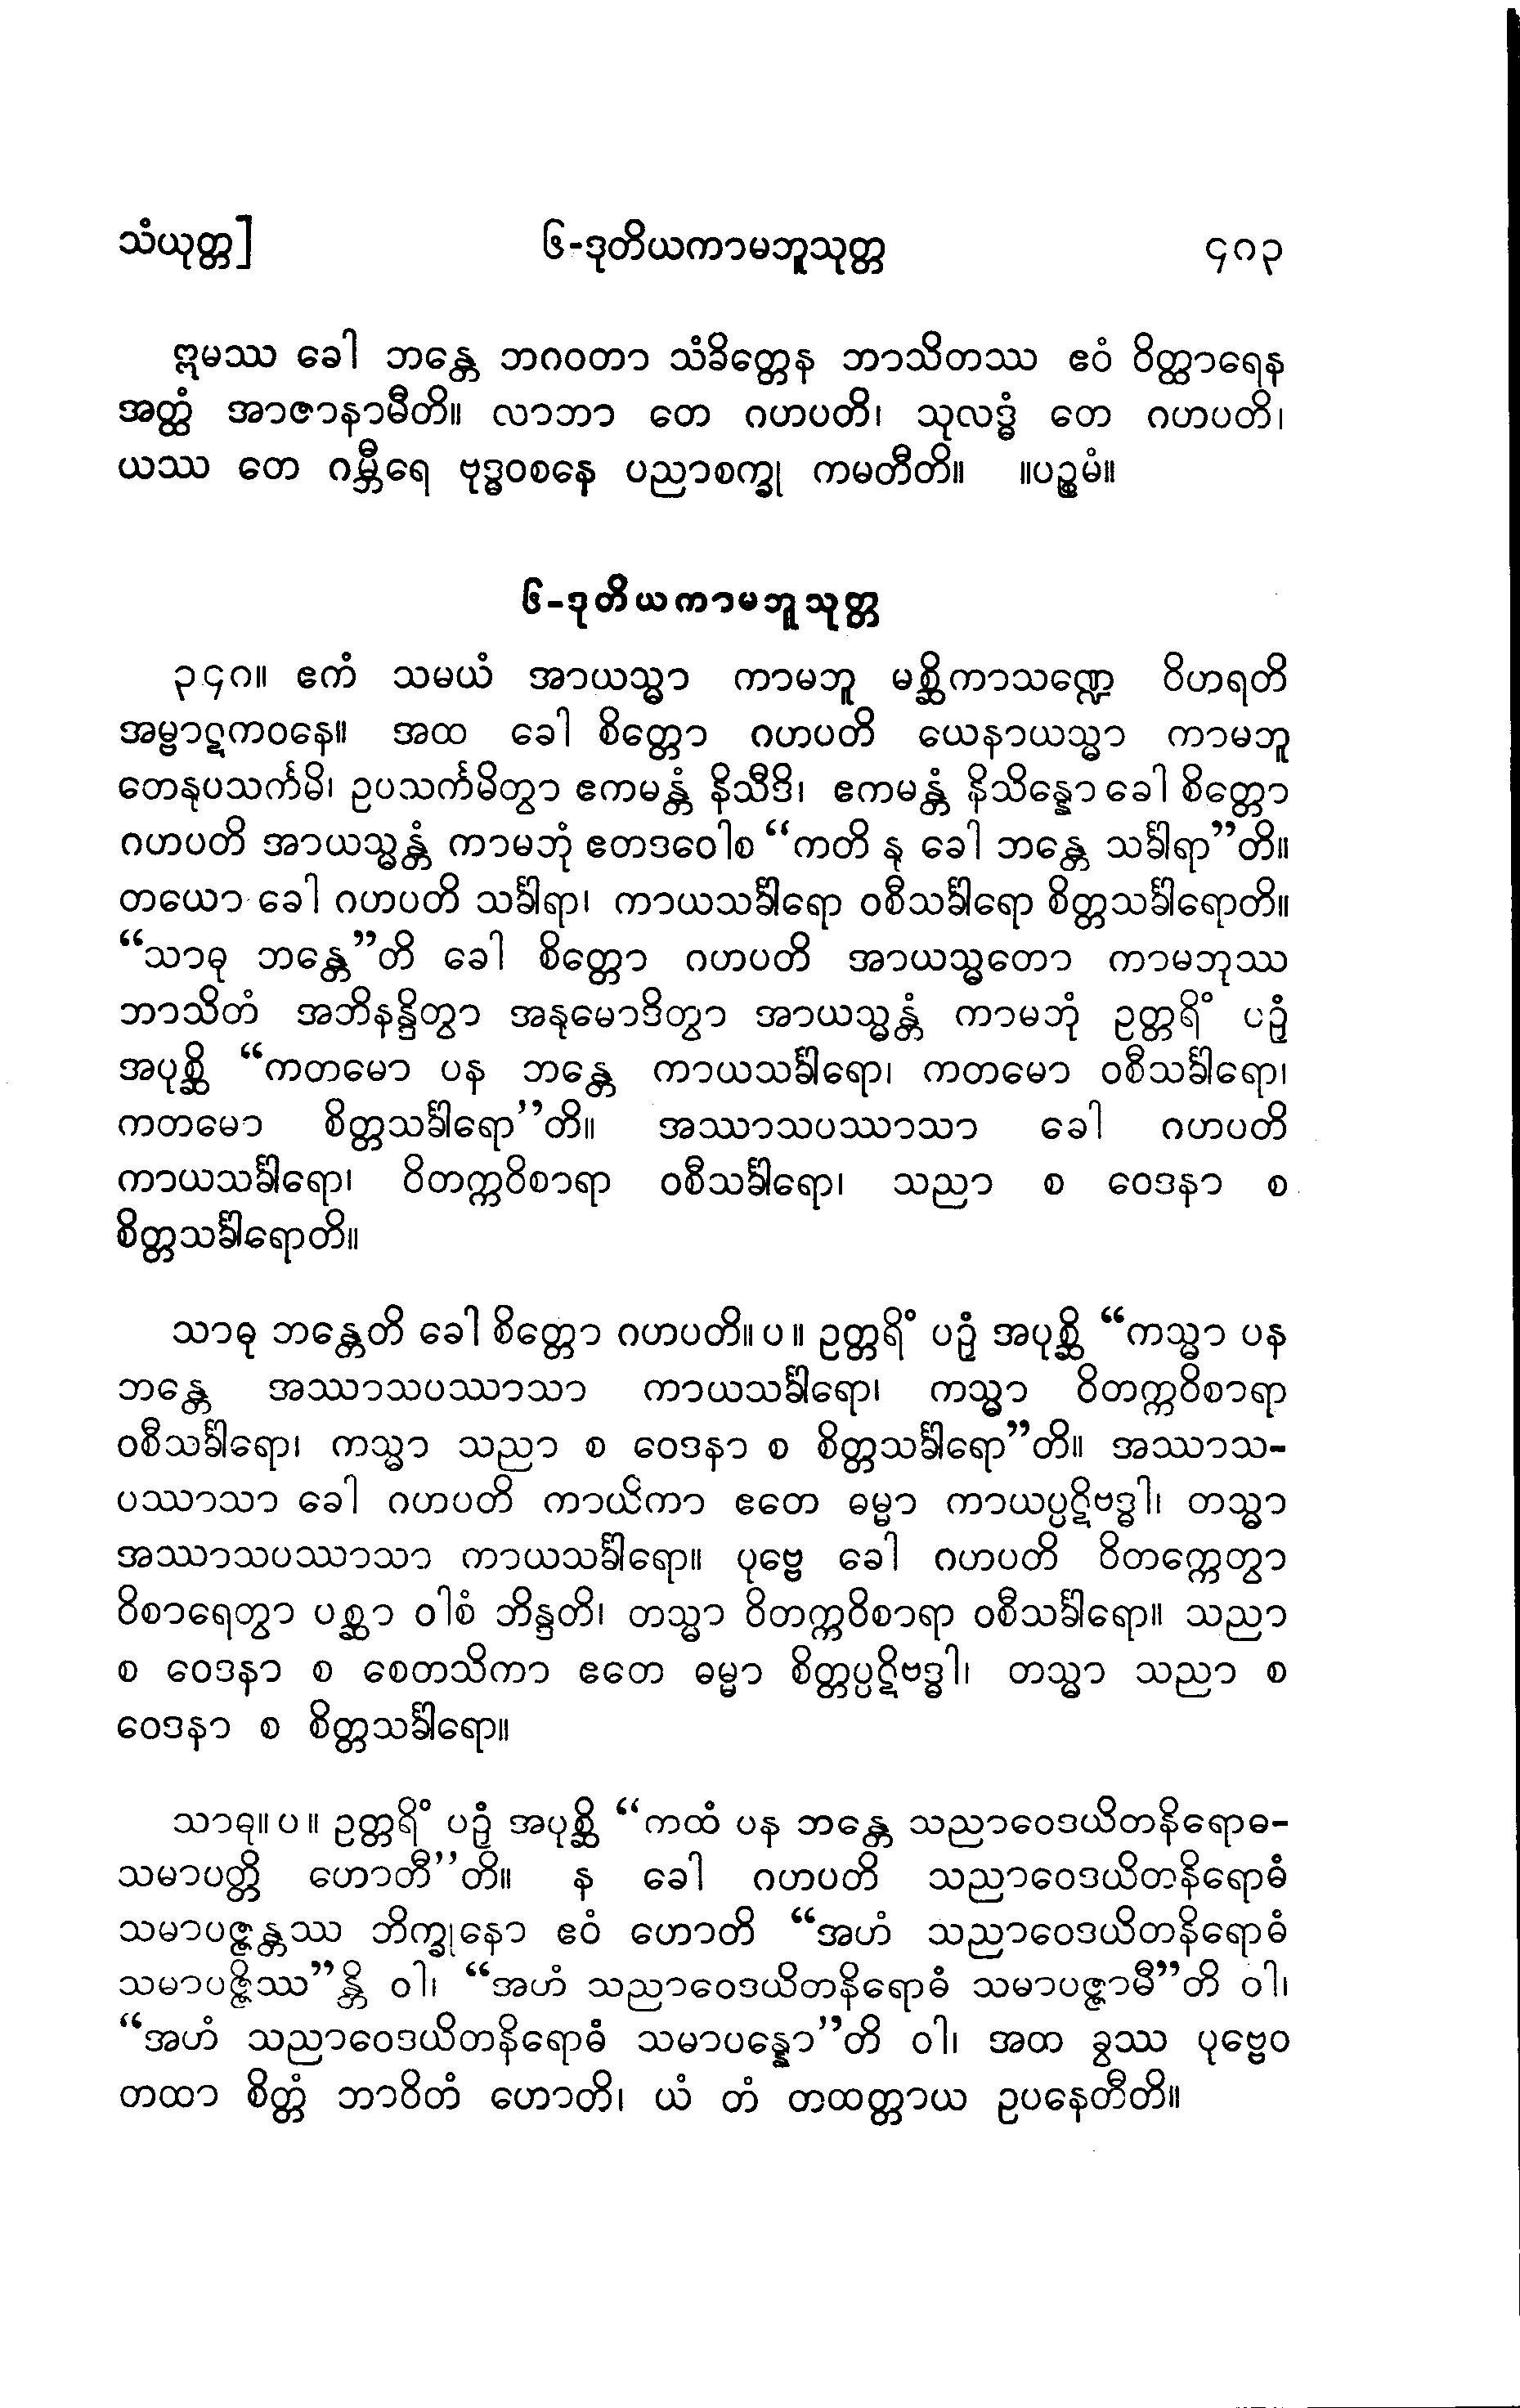 သံယုတ္တ] ၆-ဒုတိယကာမဘူသုတ္တ ၄၈၃
ဣမဿ ခေါ ဘန္တေ ဘဂဝတာ သံခိတ္တေန ဘာသိတဿ ဧဝံ ဝိတ္ထာရေန
အတ္ထံ အာဇာနာမီတိ။ လာဘာ တေ ဂဟပတိ၊ သုလဒ္ဓံ တေ ဂဟပတိ၊
ယဿ တေ ဂမ္ဘီရေ ဗုဒ္ဓဝစနေ ပညာစက္ခု ကမတီတိ။ ။ပဉ္စမံ။
၆-ဒုတိယကာမဘူသုတ္တ
၃၄၈။ ဧကံ သမယံ အာယသ္မာ ကာမဘူ မစ္ဆိကာသဏ္ဍေ ဝိဟရတိ
အမ္ဗာဋကဝနေ။ အထ ခေါ စိတ္တော ဂဟပတိ ယေနာယသ္မာ ကာမဘူ
တေနုပသင်္ကမိ၊ ဥပသင်္ကမိတွာ ဧကမန္တံ နိသီဒိ၊ ဧကမန္တံ နိသိန္နော ခေါ စိတ္တော
ဂဟပတိ အာယသ္မန္တံ ကာမဘုံ ဧတဒဝေါစ “ကတိ နု ခေါ ဘန္တေ သင်္ခါရာ”တိ။
တယော ခေါ ဂဟပတိ သင်္ခါရာ၊ ကာယသင်္ခါရော ဝစီသင်္ခါရော စိတ္တသင်္ခါရောတိ။
“သာဓု ဘန္တေ”တိ ခေါ စိတ္တော ဂဟပတိ အာယသ္မတော ကာမဘုဿ
ဘာသိတံ အဘိနန္ဒိတွာ အနုမောဒိတွာ အာယသ္မန္တံ ကာမဘုံ ဥတ္တရိံ ပဉှံ
အပုစ္ဆိ “ကတမော ပန ဘန္တေ ကာယသင်္ခါရော၊ ကတမော ဝစီသင်္ခါရော၊
ကတမော စိတ္တသင်္ခါရော”တိ။ အဿာသပဿာသာ ခေါ ဂဟပတိ
ကာယသင်္ခါရော၊ ဝိတက္ကဝိစာရာ ဝစီသင်္ခါရော၊ သညာ စ ဝေဒနာ စ
စိတ္တသင်္ခါရောတိ။
သာဓု ဘန္တေတိ ခေါ စိတ္တော ဂဟပတိ။ ပ ။ ဥတ္တရိံ ပဉှံ အပုစ္ဆိ “ကသ္မာ ပန
ဘန္တေ အဿာသပဿာသာ ကာယသင်္ခါရော၊ ကသ္မာ ဝိတက္ကဝိစာရာ
ဝစီသင်္ခါရော၊ ကသ္မာ သညာ စ ဝေဒနာ စ စိတ္တသင်္ခါရော”တိ။ အဿာသ-
ပဿာသာ ခေါ ဂဟပတိ ကာယိကာ ဧတေ ဓမ္မာ ကာယပ္ပဋိဗဒ္ဓါ၊ တသ္မာ
အဿာသပဿာသာ ကာယသင်္ခါရော။ ပုဗ္ဗေ ခေါ ဂဟပတိ ဝိတက္ကေတွာ
ဝိစာရေတွာ ပစ္ဆာ ဝါစံ ဘိန္ဒတိ၊ တသ္မာ ဝိတက္ကဝိစာရာ ဝစီသင်္ခါရော။ သညာ
စ ဝေဒနာ စ စေတသိကာ ဧတေ ဓမ္မာ စိတ္တပ္ပဋိဗဒ္ဓါ၊ တသ္မာ သညာ စ
ဝေဒနာ စ စိတ္တသင်္ခါရော။
သာဓု။ ပ ။ ဥတ္တရိံ ပဉှံ အပုစ္ဆိ “ကထံ ပန ဘန္တေ သညာဝေဒယိတနိရောဓ-
သမာပတ္တိ ဟောတီ”တိ။ န ခေါ ဂဟပတိ သညာဝေဒယိတနိရောဓံ
သမာပဇ္ဇန္တဿ ဘိက္ခုနော ဧဝံ ဟောတိ “အဟံ သညာဝေဒယိတနိရောဓံ
သမာပဇ္ဇိဿ”န္တိ ဝါ၊ “အဟံ သညာဝေဒယိတနိရောဓံ သမာပဇ္ဇာမီ”တိ ဝါ၊
“အဟံ သညာဝေဒယိတနိရောဓံ သမာပန္နော”တိ ဝါ၊ အထ ခွဿ ပုဗ္ဗေဝ
တထာ စိတ္တံ ဘာဝိတံ ဟောတိ၊ ယံ တံ တထတ္တာယ ဥပနေတီတိ။